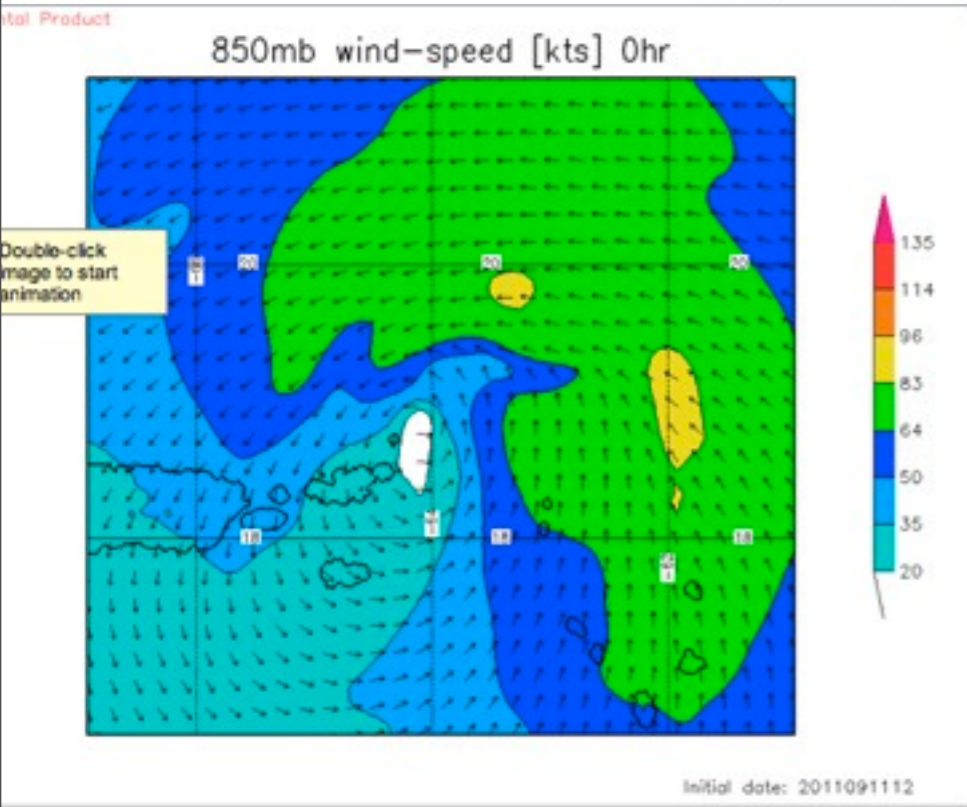 ntal Product
850mb wind-speed [kts] 0hr
Double-click
mage to start
animation
20
20
20
18
18
18
135
114
96
83
64
50
35
20
Initial date: 2011091112